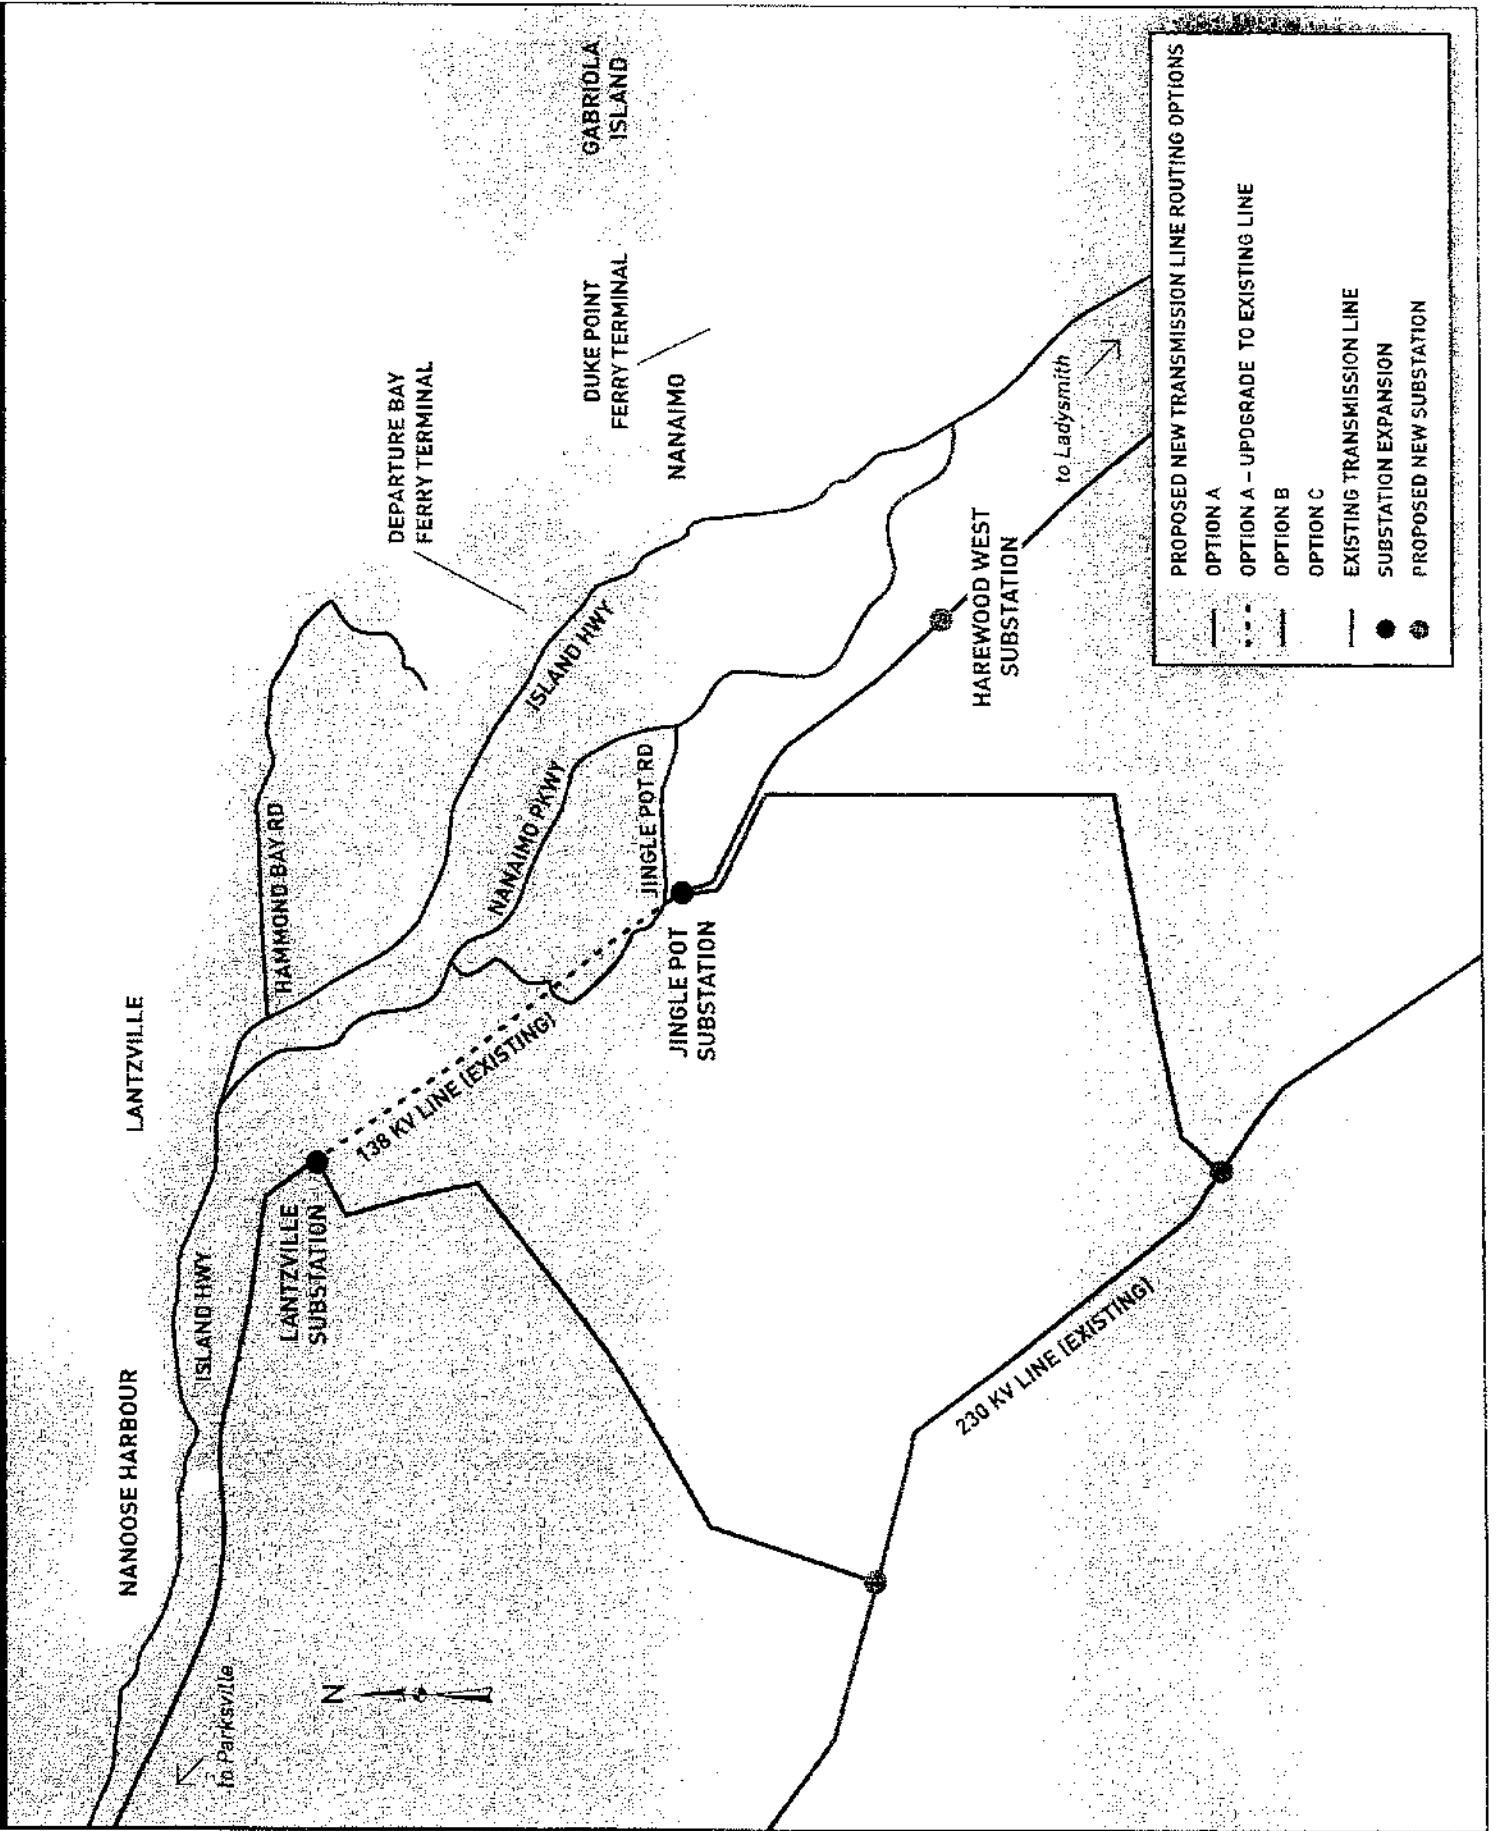 NANOOSE HARBOUR
LANTZVILLE
to Parksville
ISLAND HWY
HAMMOND BAY RD
LANTZVILLE
SUBSTATION
N
138 KV LINE (EXISTING)
NANAIMO PKWY
ISLAND HWY
DEPARTURE BAY
FERRY TERMINAL
JINGLE POT RD
JINGLE POT
SUBSTATION
DUKE POINT
FERRY TERMINAL
NANAIMO
GABRIOLA
ISLAND
HAREWOOD WEST
SUBSTATION
to Ladysmith
230 KV LINE (EXISTING)
PROPOSED NEW TRANSMISSION LINE ROUTING OPTIONS
OPTION A
OPTION A – UPDGRADE TO EXISTING LINE
OPTION B
OPTION C
EXISTING TRANSMISSION LINE
SUBSTATION EXPANSION
PROPOSED NEW SUBSTATION